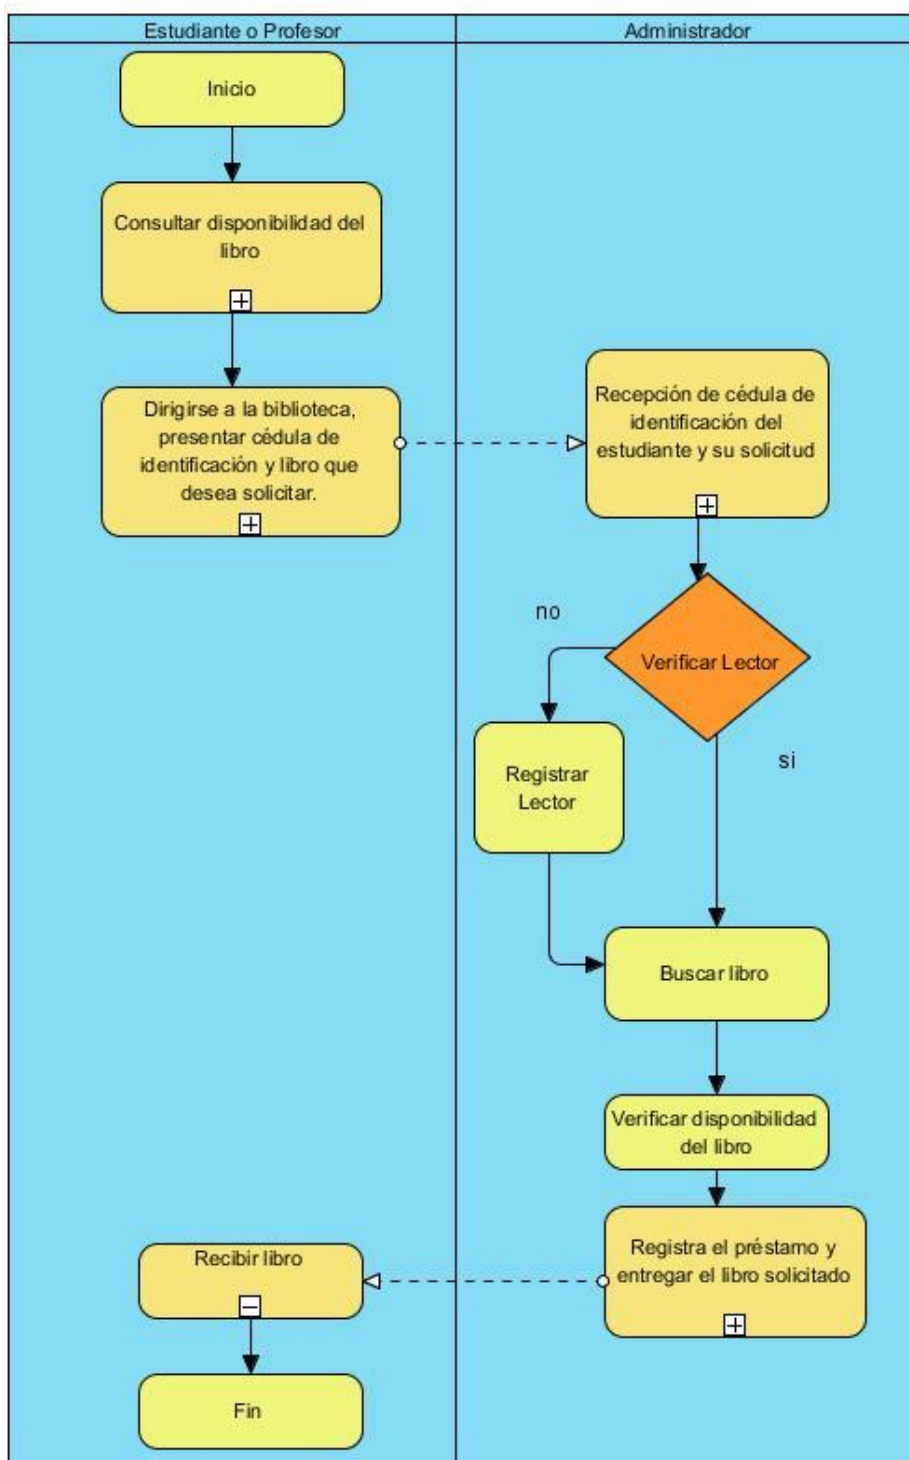 Estudiante o Profesor
Administrador
Inicio
Consultar disponibilidad del
libro
Dirigirse a la biblioteca,
presentar cédula de
identificación y libro que
desea solicitar.
Recepción de cédula de
identificación del
estudiante y su solicitud
Verificar Lector
no
si
Registrar
Lector
Buscar libro
Verificar disponibilidad
del libro
Registra el préstamo y
entregar el libro solicitado
Recibir libro
Fin